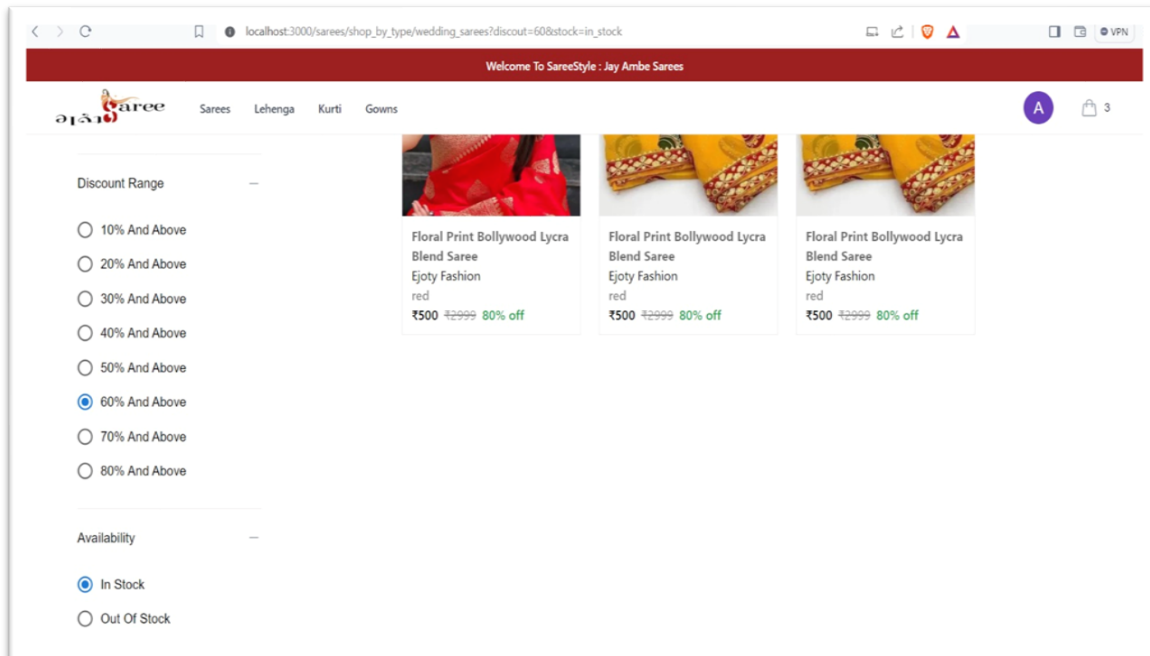 localhost:3000/sarees/shop_by_type/wedding_sarees?discout=60&stock=in_stock
VPN
Welcome To SareeStyle : Jay Ambe Sarees
Saree
Sarees
Lehenga
Kurti
Gowns
A
3
Discount Range
10% And Above
20% And Above
30% And Above
40% And Above
50% And Above
60% And Above
70% And Above
80% And Above
Availability
In Stock
Out Of Stock
Floral Print Bollywood Lycra
Blend Saree
Ejoty Fashion
red
₹500 ₹2999 80% off
Floral Print Bollywood Lycra
Blend Saree
Ejoty Fashion
red
₹500 ₹2999 80% off
Floral Print Bollywood Lycra
Blend Saree
Ejoty Fashion
red
₹500 ₹2999 80% off